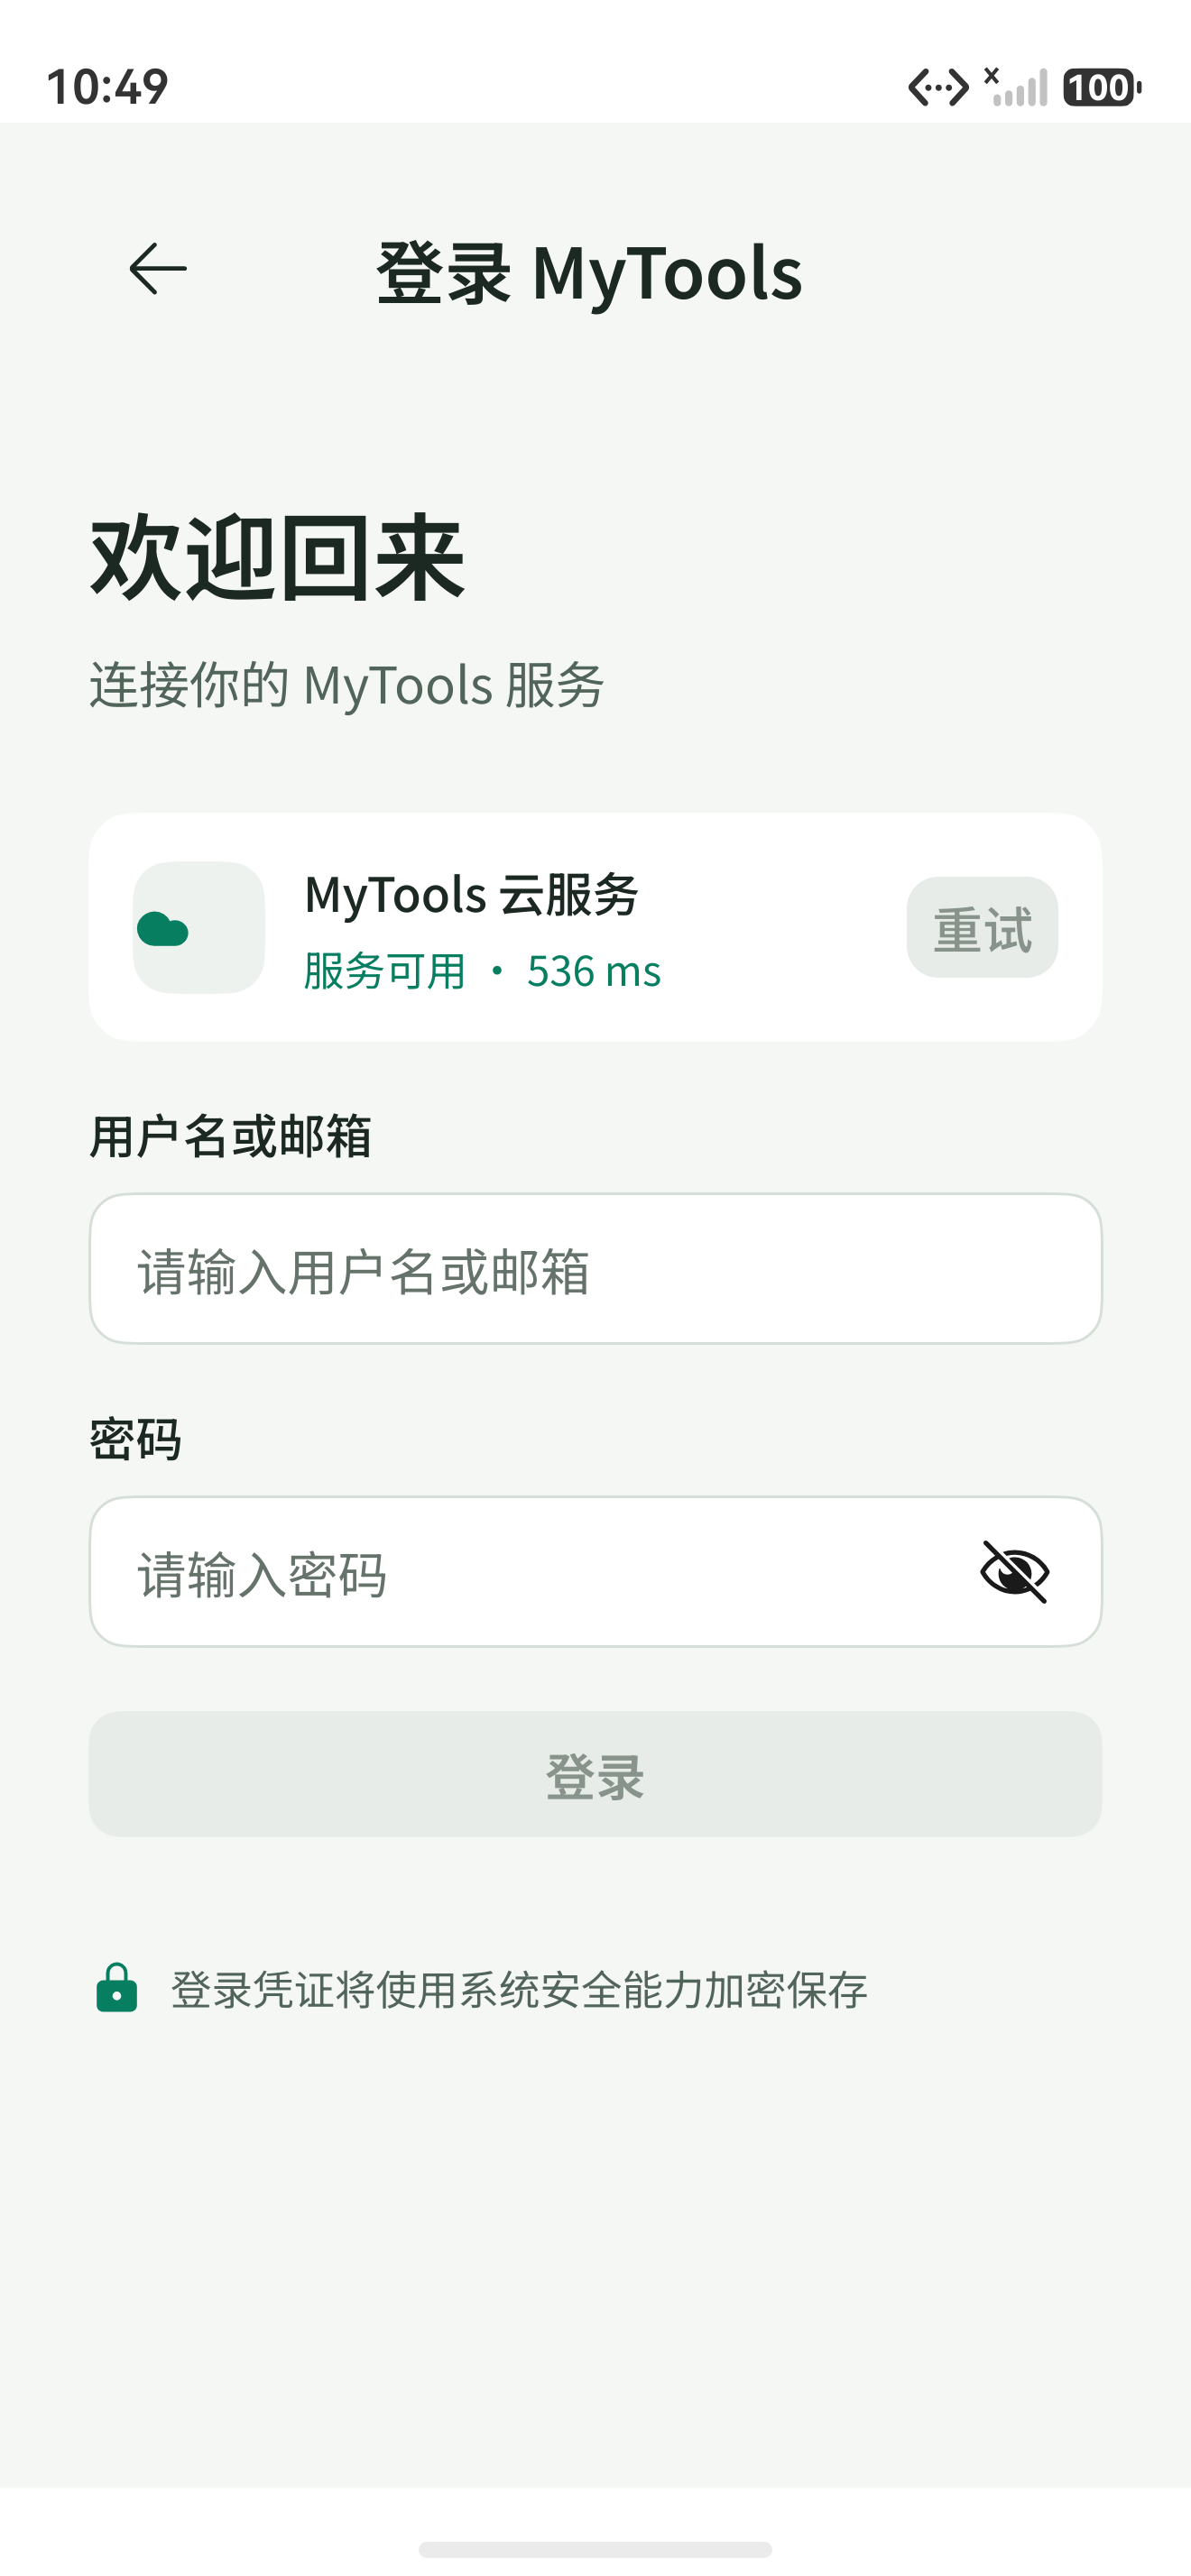 10:49
100
登录 MyTools
欢迎回来
连接你的 MyTools 服务
MyTools 云服务
服务可用 · 536 ms
重试
用户名或邮箱
请输入用户名或邮箱
密码
请输入密码
登录
登录凭证将使用系统安全能力加密保存